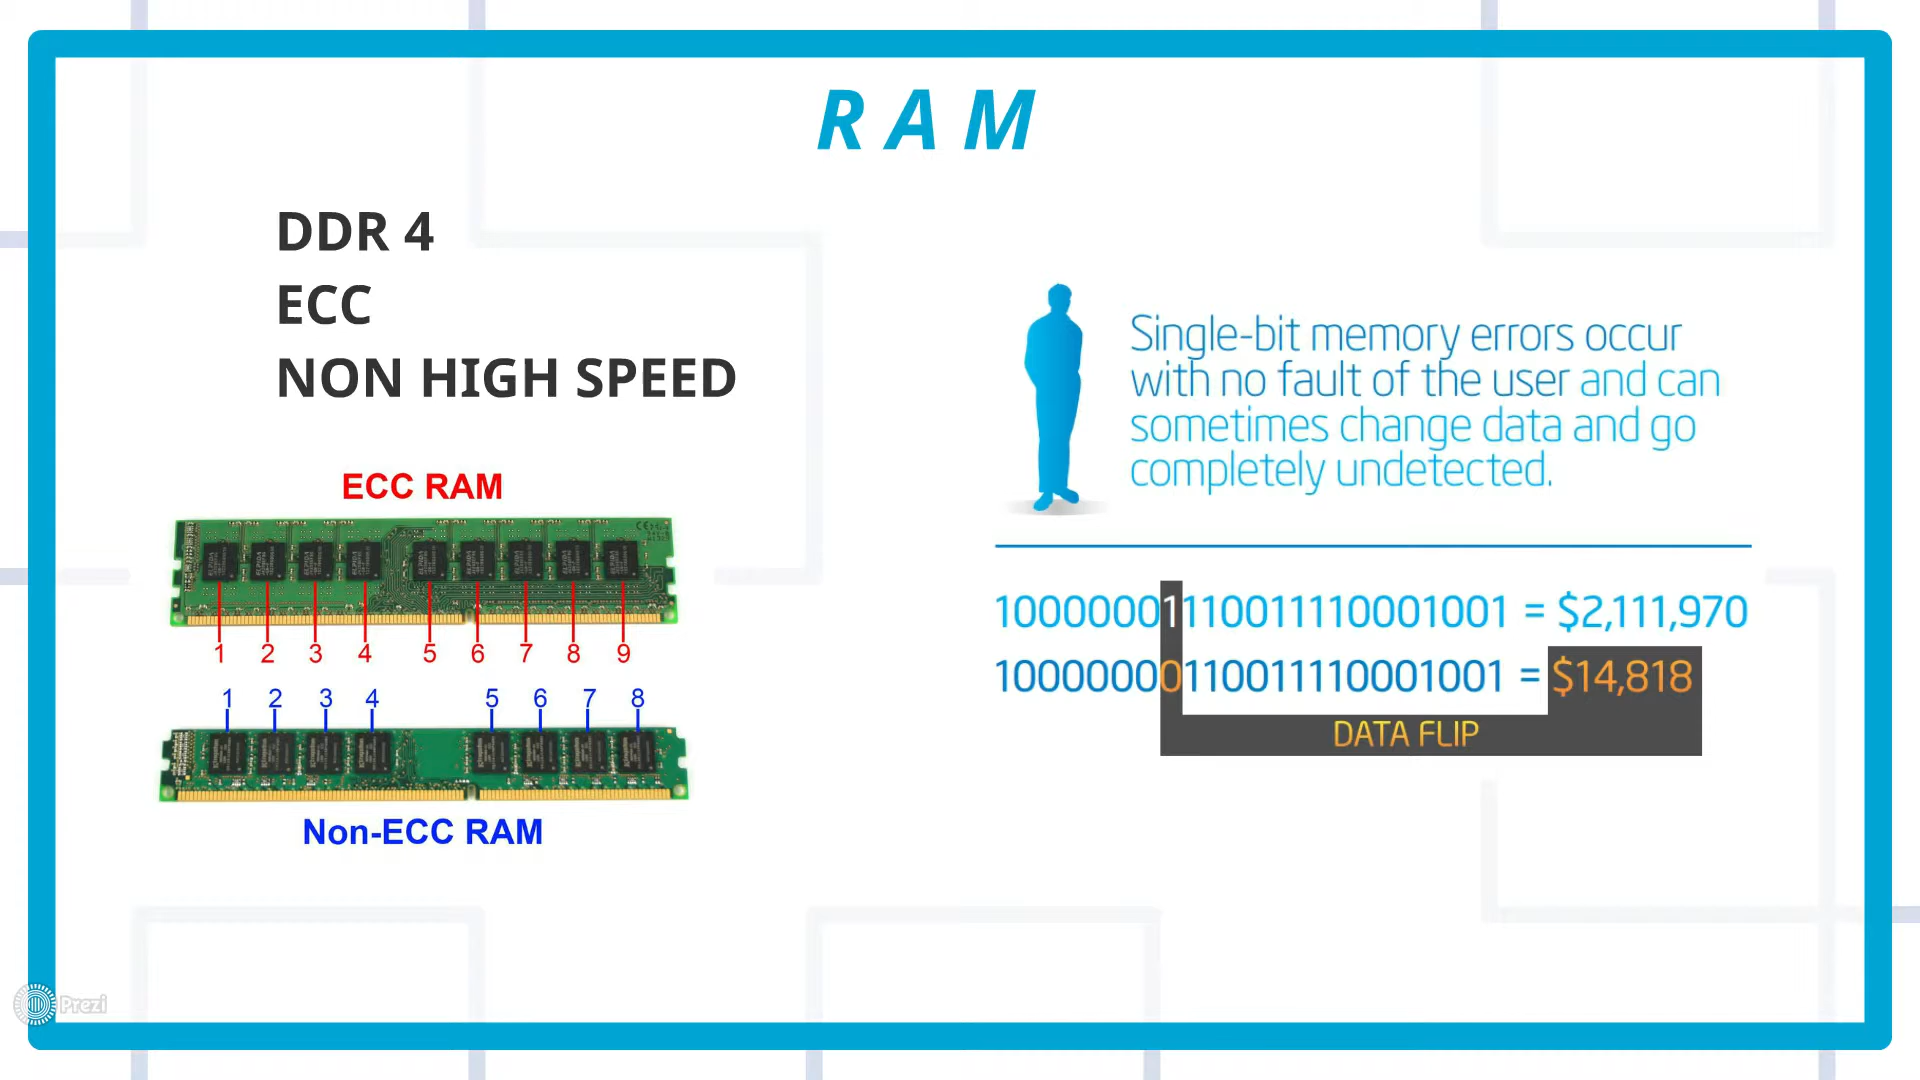 RAM
DDR 4
ECC
NON HIGH SPEED
ECC RAM
1 2 3 4 5 6 7 8 9
1 2 3 4 5 6 7 8
Non-ECC RAM
Single-bit memory errors occur
with no fault of the user and can
sometimes change data and go
completely undetected.
10000001110011110001001 = $2,111,970
10000000110011110001001 = $14,818
DATA FLIP
Prezi